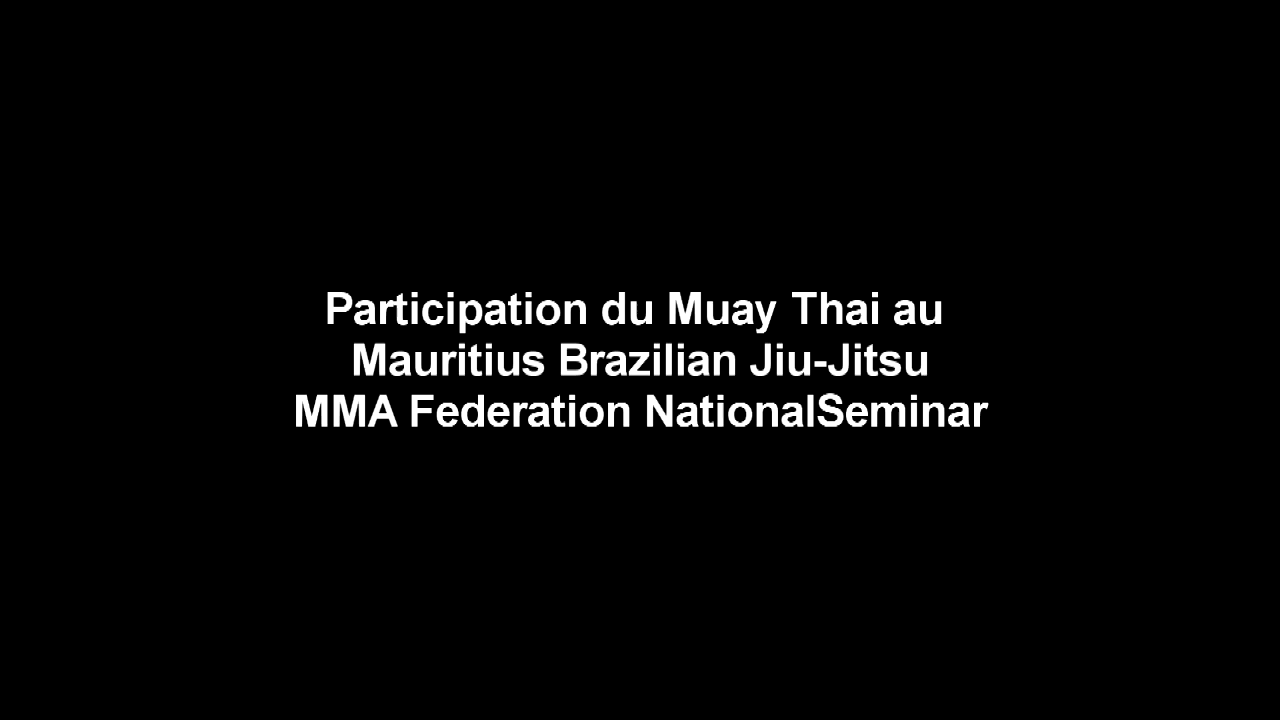 Participation du Muay Thai au
Mauritius Brazilian Jiu-Jitsu
MMA Federation NationalSeminar